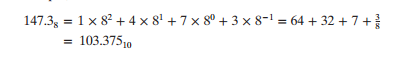 147.3₈ = 1 × 8² + 4 × 8¹ + 7 × 8⁰ + 3 × 8⁻¹ = 64 + 32 + 7 + 3/8
= 103.375₁₀